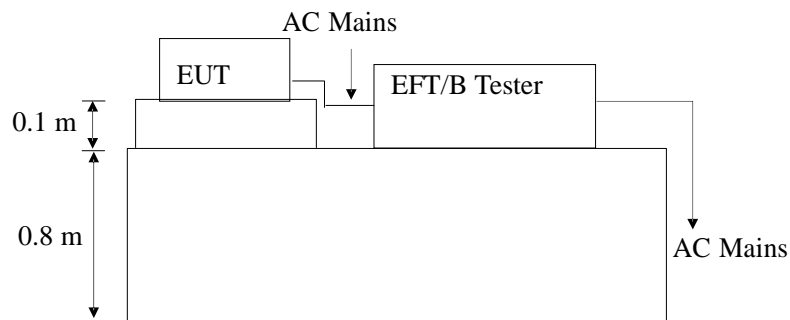 AC Mains
EUT
EFT/B Tester
0.1 m
0.8 m
AC Mains